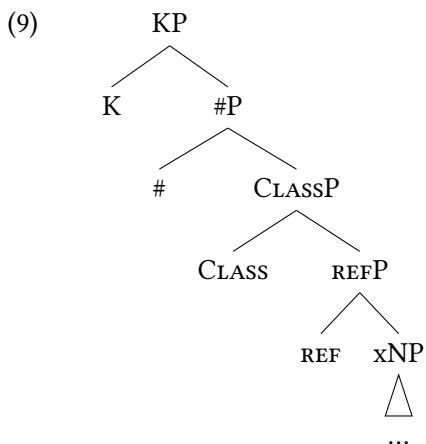 (9) KP
K #P
# CLASSP
CLASS REFP
REF xNP
...